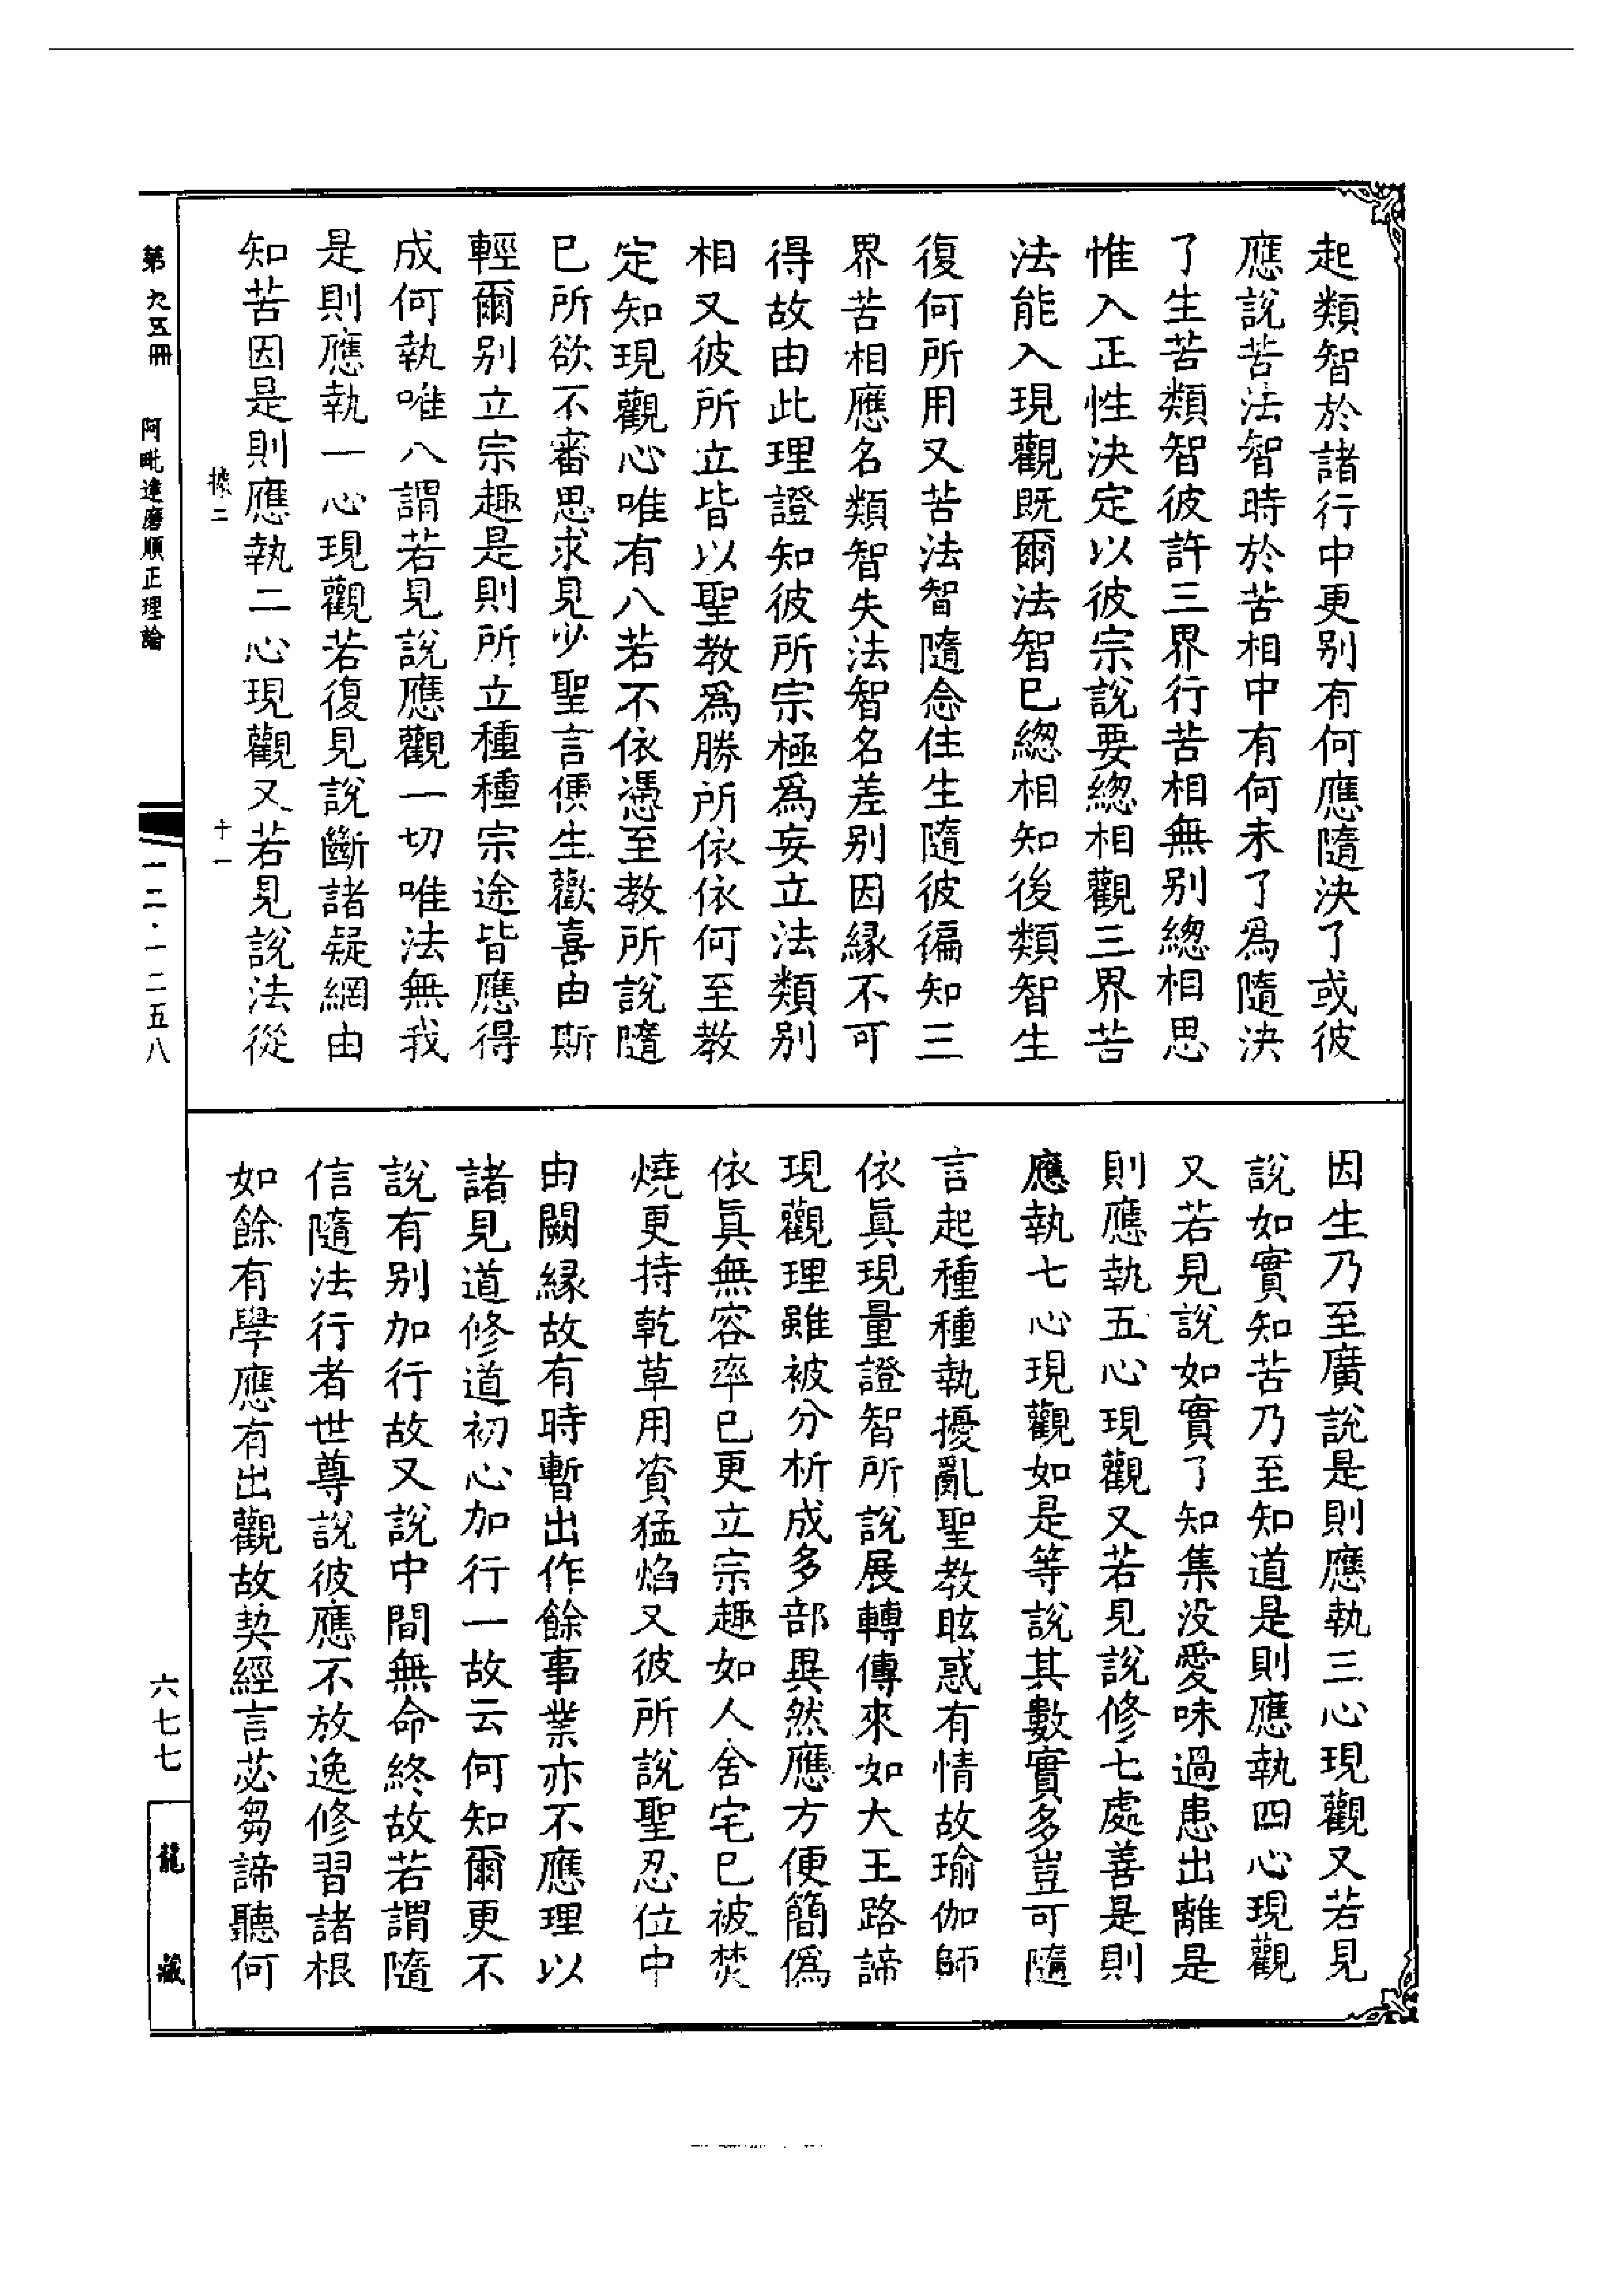 起類智於諸行中更别有何應隨決了或彼
應說苦法智時於苦相中有何未了爲隨決
了生苦類智彼許三界行苦相無别總相思
惟入正性決定以彼宗說要總相觀三界苦
法能入現觀既爾法智已總相知後類智生
復何所用又苦法智隨念住生隨彼徧知三
界苦相應名類智失法智名差别因緣不可
得故由此理證知彼所宗極爲妄立法類别
相又彼所立皆以聖教爲勝所依依何至教
定知現觀心唯有八若不依憑至教所說隨
已所欲不審思求見少聖言便生歡喜由斯
輕爾别立宗趣是則所立種種宗途皆應得
成何執唯八謂若見說應觀一切唯法無我
是則應執一心現觀若復見說斷諸疑網由
知苦因是則應執二心現觀又若見說法從
據二 十一
因生乃至廣說是則應執三心現觀又若見
說如實知苦乃至知道是則應執四心現觀
又若見說如實了知集没愛味過患出離是
則應執五心現觀又若見說修七處善是則
應執七心現觀如是等說其數實多豈可隨
言起種種執擾亂聖教眩惑有情故瑜伽師
依眞現量證智所說展轉傳來如大王路諦
現觀理雖被分析成多部異然應方便簡僞
依眞無容率已更立宗趣如人舍宅已被焚
燒更持乾草用資猛焰又彼所說聖忍位中
由闕緣故有時暫出作餘事業亦不應理以
諸見道修道初心加行一故云何知爾更不
說有别加行故又說中間無命終故若謂隨
信隨法行者世尊說彼應不放逸修習諸根
如餘有學應有出觀故契經言苾芻諦聽何
第九五冊 阿毗達磨順正理論
一二·一二五八
六七七
龍藏